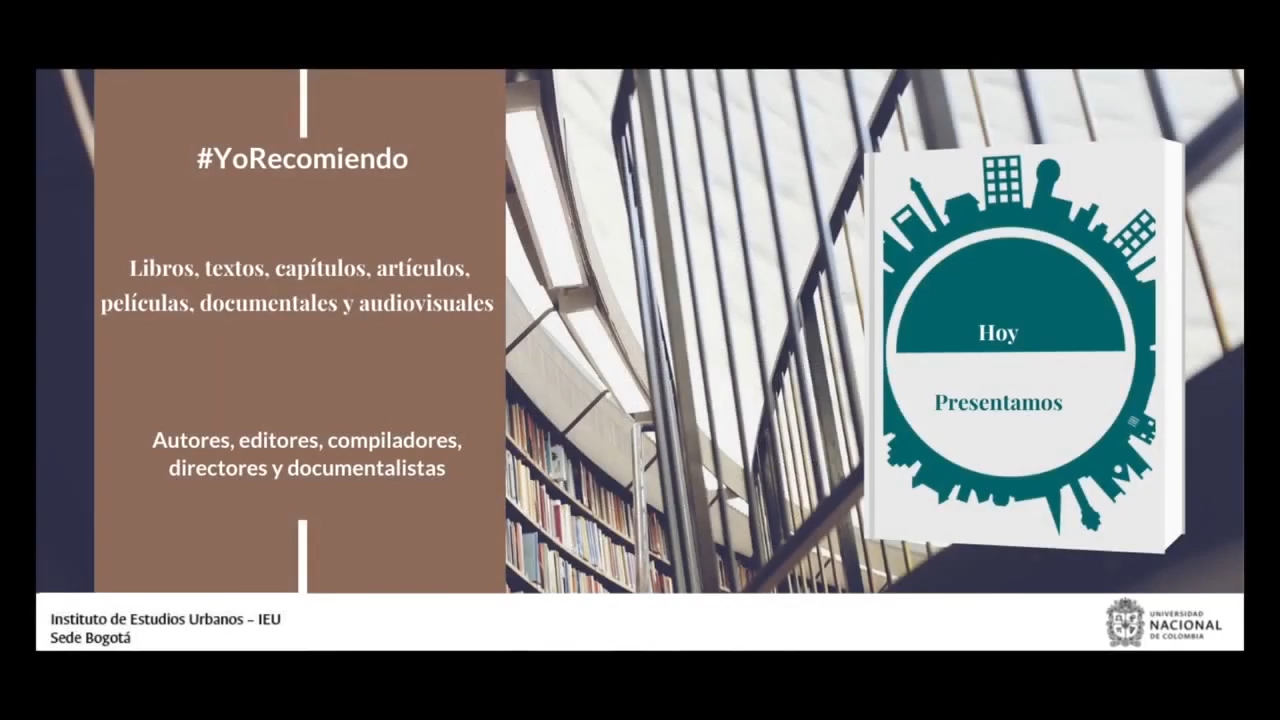 #YoRecomiendo
Libros, textos, capítulos, artículos,
películas, documentales y audiovisuales
Autores, editores, compiladores,
directores y documentalistas
Hoy
Presentamos
Instituto de Estudios Urbanos – IEU
Sede Bogotá
UNIVERSIDAD
NACIONAL
DE COLOMBIA